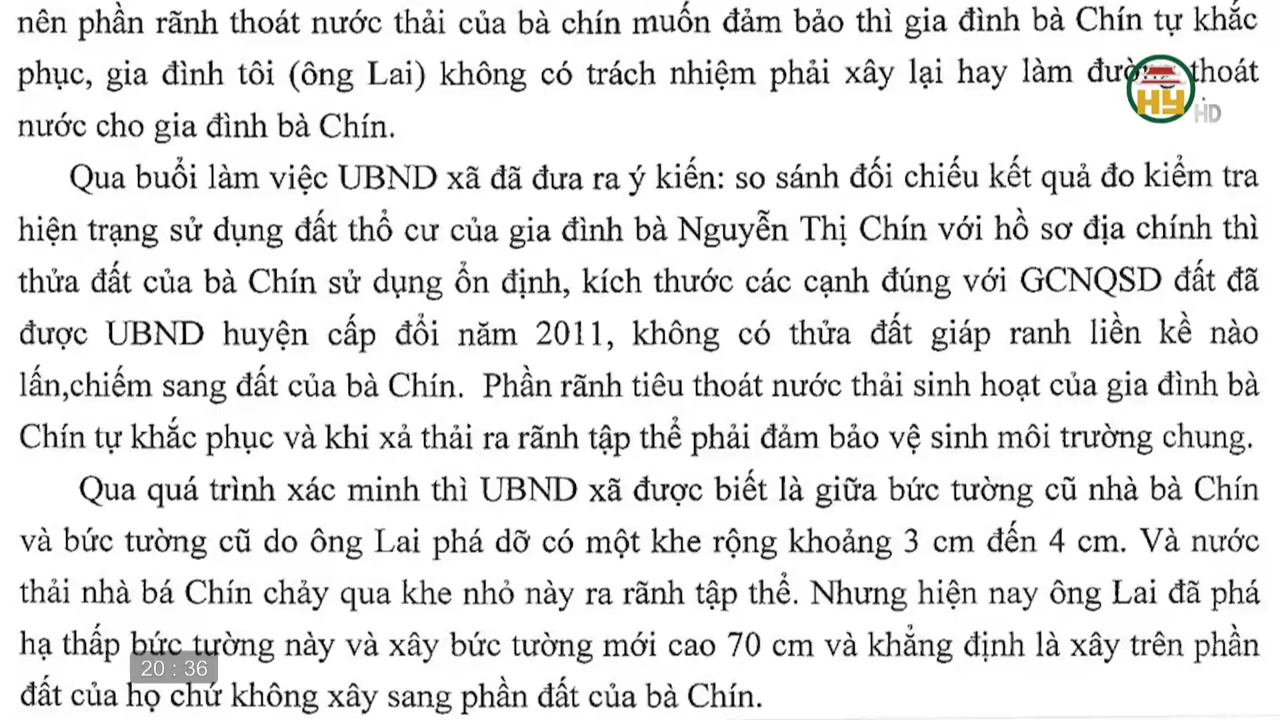 nên phần rãnh thoát nước thải của bà chín muốn đảm bảo thì gia đình bà Chín tự khắc
phục, gia đình tôi (ông Lai) không có trách nhiệm phải xây lại hay làm đường thoát
HY
HD
nước cho gia đình bà Chín.
Qua buổi làm việc UBND xã đã đưa ra ý kiến: so sánh đối chiếu kết quả đo kiểm tra
hiện trạng sử dụng đất thổ cư của gia đình bà Nguyễn Thị Chín với hồ sơ địa chính thì
thửa đất của bà Chín sử dụng ổn định, kích thước các cạnh đúng với GCNQSD đất đã
được UBND huyện cấp đổi năm 2011, không có thửa đất giáp ranh liền kề nào
lấn,chiếm sang đất của bà Chín. Phần rãnh tiêu thoát nước thải sinh hoạt của gia đình bà
Chín tự khắc phục và khi xả thải ra rãnh tập thể phải đảm bảo vệ sinh môi trường chung.
Qua quá trình xác minh thì UBND xã được biết là giữa bức tường cũ nhà bà Chín
và bức tường cũ do ông Lai phá dỡ có một khe rộng khoảng 3 cm đến 4 cm. Và nước
thải nhà bá Chín chảy qua khe nhỏ này ra rãnh tập thể. Nhưng hiện nay ông Lai đã phá
hạ thấp bức tường này và xây bức tường mới cao 70 cm và khẳng định là xây trên phần
20 : 36
đất của họ chứ không xây sang phần đất của bà Chín.